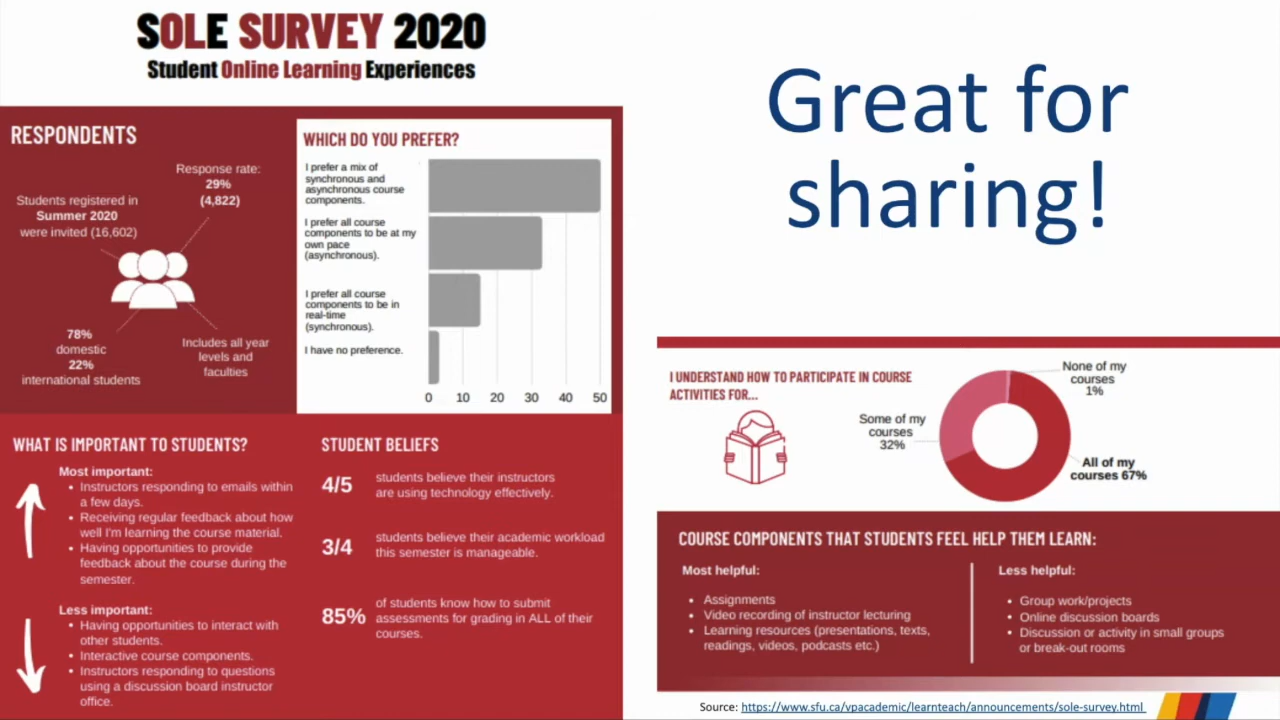 SOLE SURVEY 2020
Student Online Learning Experiences
Great for
sharing!
RESPONDENTS
Response rate:
29%
(4,822)
Students registered in
Summer 2020
were invited (16,602)
78%
domestic
22%
international students
Includes all year
levels and
faculties
WHICH DO YOU PREFER?
I prefer a mix of
synchronous and
asynchronous course
components.
I prefer all course
components to be at my
own pace
(asynchronous).
I prefer all course
components to be in
real-time
(synchronous).
I have no preference.
0 10 20 30 40 50
WHAT IS IMPORTANT TO STUDENTS?
Most important:
• Instructors responding to emails within
a few days.
• Receiving regular feedback about how
well I'm learning the course material.
• Having opportunities to provide
feedback about the course during the
semester.
Less important:
• Having opportunities to interact with
other students.
• Interactive course components.
• Instructors responding to questions
using a discussion board instructor
office.
STUDENT BELIEFS
4/5 students believe their instructors
are using technology effectively.
3/4 students believe their academic workload
this semester is manageable.
85% of students know how to submit
assessments for grading in ALL of their
courses.
I UNDERSTAND HOW TO PARTICIPATE IN COURSE
ACTIVITIES FOR...
None of my
courses
1%
Some of my
courses
32%
All of my
courses 67%
COURSE COMPONENTS THAT STUDENTS FEEL HELP THEM LEARN:
Most helpful:
• Assignments
• Video recording of instructor lecturing
• Learning resources (presentations, texts,
readings, videos, podcasts etc.)
Less helpful:
• Group work/projects
• Online discussion boards
• Discussion or activity in small groups
or break-out rooms
Source: https://www.sfu.ca/vpacademic/learnteach/announcements/sole-survey.html